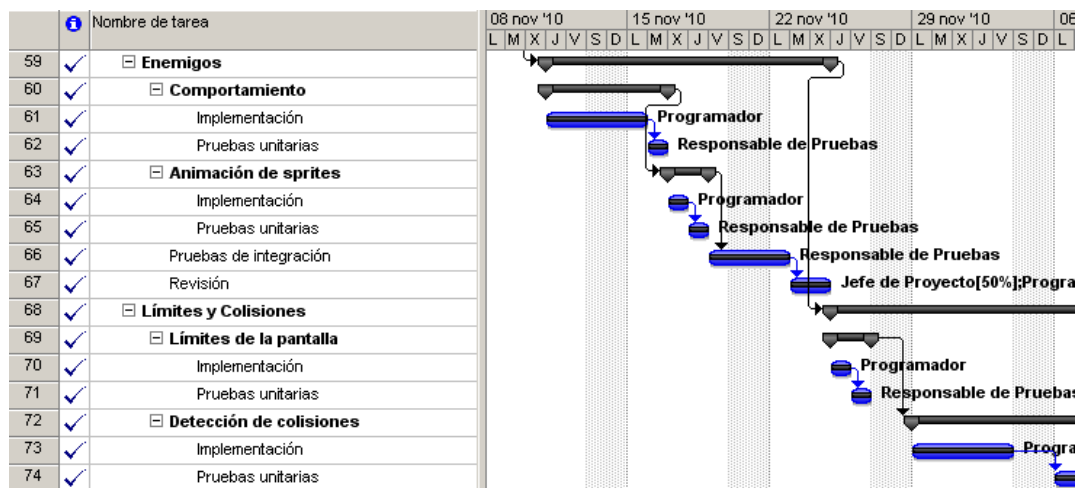 Nombre de tarea 08 nov '10 15 nov '10 22 nov '10 29 nov '10 06
L M X J V S D L M X J V S D L M X J V S D L M X J V S D L
59 Enemigos
60 Comportamiento
61 Implementación Programador
62 Pruebas unitarias Responsable de Pruebas
63 Animación de sprites
64 Implementación Programador
65 Pruebas unitarias Responsable de Pruebas
66 Pruebas de integración Responsable de Pruebas
67 Revisión Jefe de Proyecto[50%];Progra
68 Límites y Colisiones
69 Límites de la pantalla
70 Implementación Programador
71 Pruebas unitarias Responsable de Pruebas
72 Detección de colisiones
73 Implementación Progra
74 Pruebas unitarias